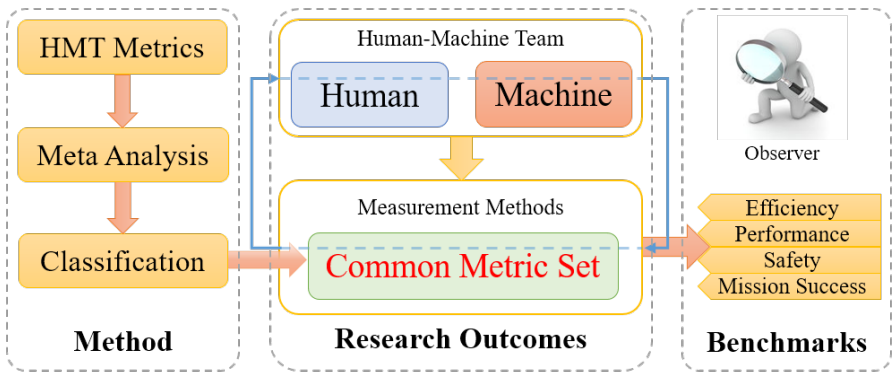 HMT Metrics
Meta Analysis
Classification
Method
Human-Machine Team
Human
Machine
Measurement Methods
Common Metric Set
Research Outcomes
Observer
Efficiency
Performance
Safety
Mission Success
Benchmarks